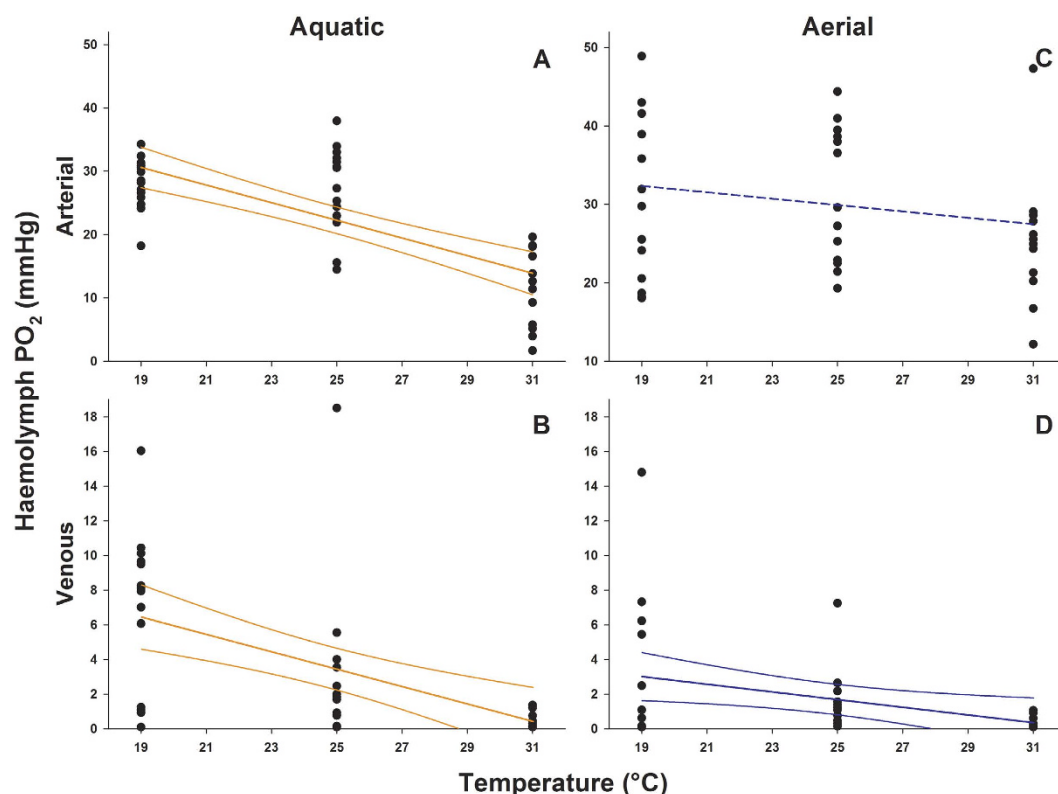 Aquatic
Aerial
A
C
50
40
30
20
10
0
50
40
30
20
10
19 21 23 25 27 29 31
19 21 23 25 27 29 31
B
D
18
16
14
12
10
8
6
4
2
0
18
16
14
12
10
8
6
4
2
0
19 21 23 25 27 29 31
19 21 23 25 27 29 31
Arterial
Venous
Haemolymph PO₂ (mmHg)
Temperature (°C)